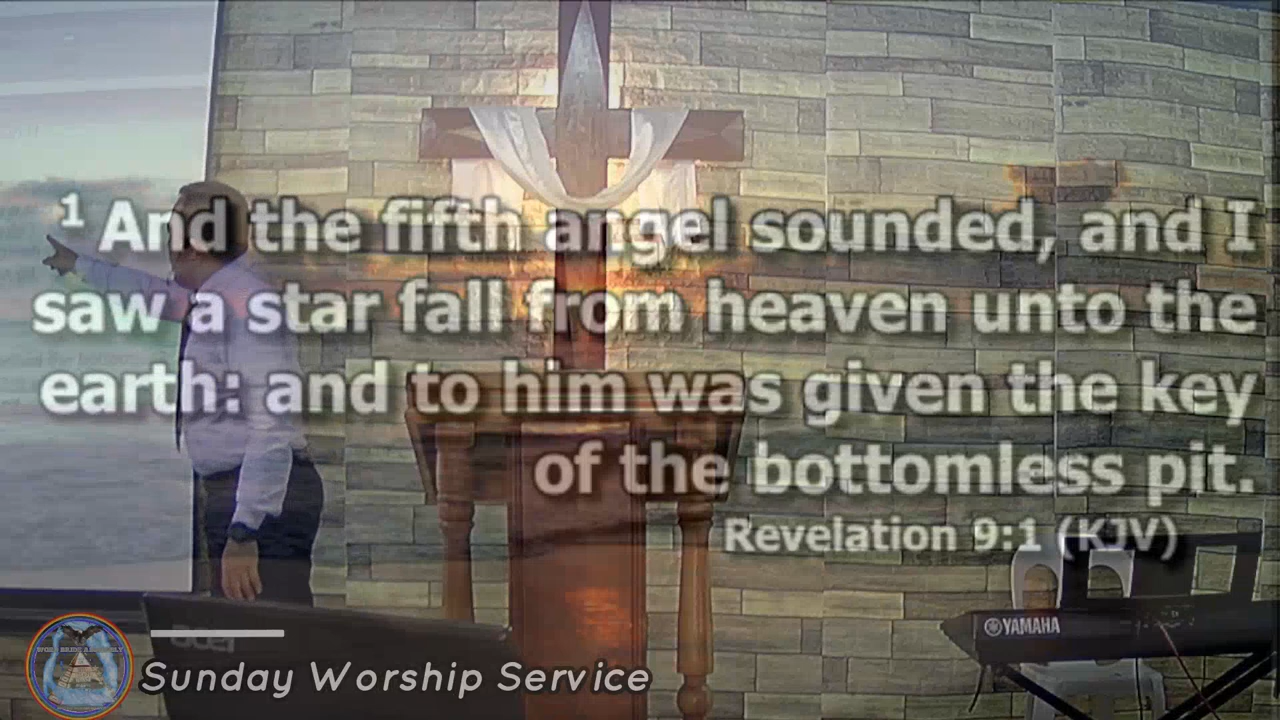 1 And the fifth angel sounded, and I
saw a star fall from heaven unto the
earth: and to him was given the key
of the bottomless pit.
Revelation 9:1 (KJV)
YAMAHA
acer
Sunday Worship Service